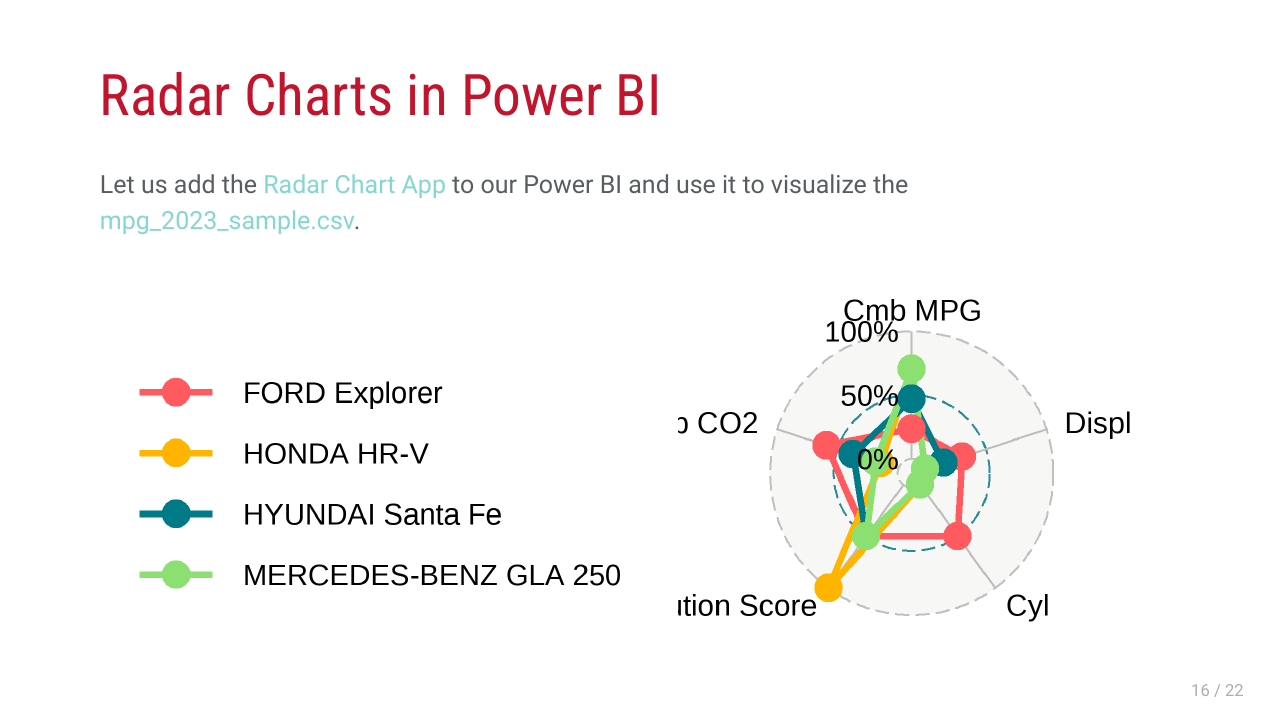 Radar Charts in Power BI
Let us add the Radar Chart App to our Power BI and use it to visualize the
mpg_2023_sample.csv.
Cmb MPG
100%
FORD Explorer
50%
CO2
Displ
HONDA HR-V
0%
HYUNDAI Santa Fe
MERCEDES-BENZ GLA 250
ution Score
Cyl
16 / 22